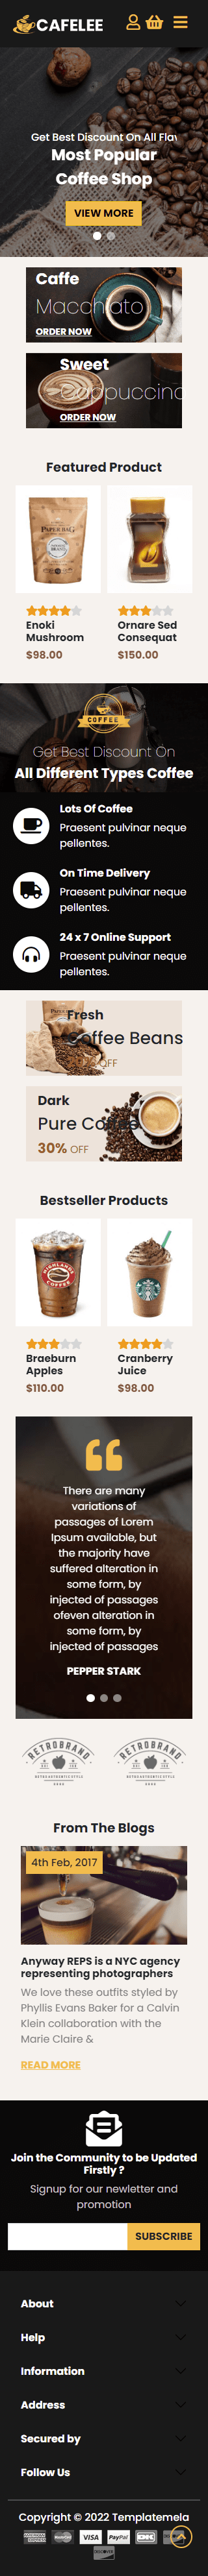 CAFELEE
Get Best Discount On All Flav
Most Popular
Coffee Shop
VIEW MORE
Caffe
Macchiato
ORDER NOW
Sweet
Cappuccino
ORDER NOW
Featured Product
PAPER BAG
Enoki
Mushroom
$98.00
Ornare Sed
Consequat
$150.00
COFFEE
Get Best Discount On
All Different Types Coffee
Lots Of Coffee
Praesent pulvinar neque
pellentes.
On Time Delivery
Praesent pulvinar neque
pellentes.
24 x 7 Online Support
Praesent pulvinar neque
pellentes.
Fresh
Coffee Beans
OFF
Dark
Pure Coffee
30% OFF
Bestseller Products
HIGHLANDS
COFFEE
Braeburn
Apples
$110.00
Cranberry
Juice
$98.00
There are many
variations of
passages of Lorem
Ipsum available, but
the majority have
suffered alteration in
some form, by
injected of passages
ofeven alteration in
some form, by
injected of passages
PEPPER STARK
RETROBRAND
RETROBRAND
From The Blogs
4th Feb, 2017
Anyway REPS is a NYC agency
representing photographers
We love these outfits styled by
Phyllis Evans Baker for a Calvin
Klein collaboration with the
Marie Claire &
READ MORE
Join the Community to be Updated
Firstly ?
Signup for our newletter and
promotion
SUBSCRIBE
About
Help
Information
Address
Secured by
Follow Us
Copyright © 2022 Templatemela
VISA
PayPal
DISCOVER